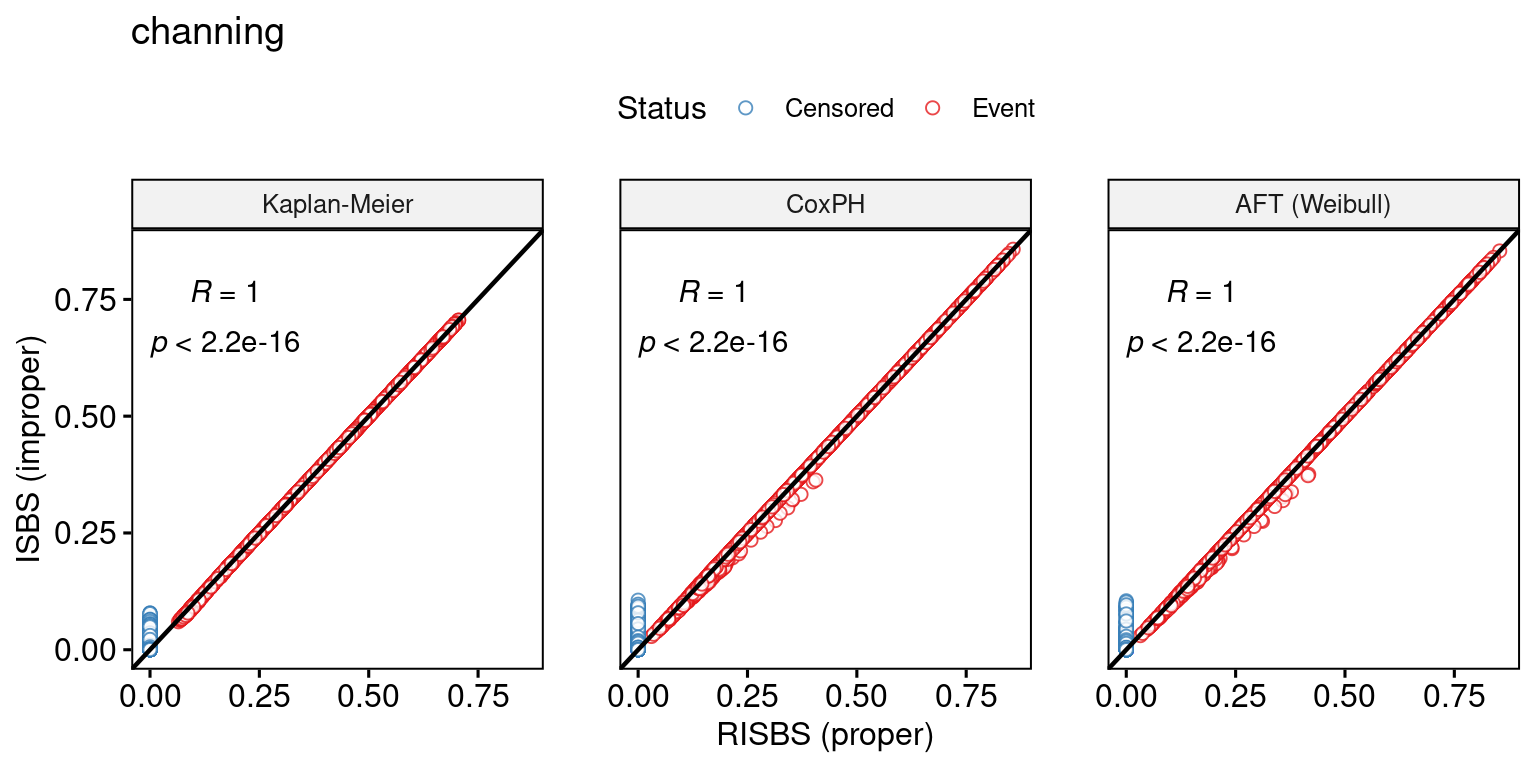 channing
Status Censored Event
Kaplan-Meier CoxPH AFT (Weibull)
R = 1 R = 1 R = 1
p < 2.2e-16 p < 2.2e-16 p < 2.2e-16
ISBS (improper)
0.75
0.50
0.25
0.00
0.00 0.25 0.50 0.75 0.00 0.25 0.50 0.75 0.00 0.25 0.50 0.75
RISBS (proper)